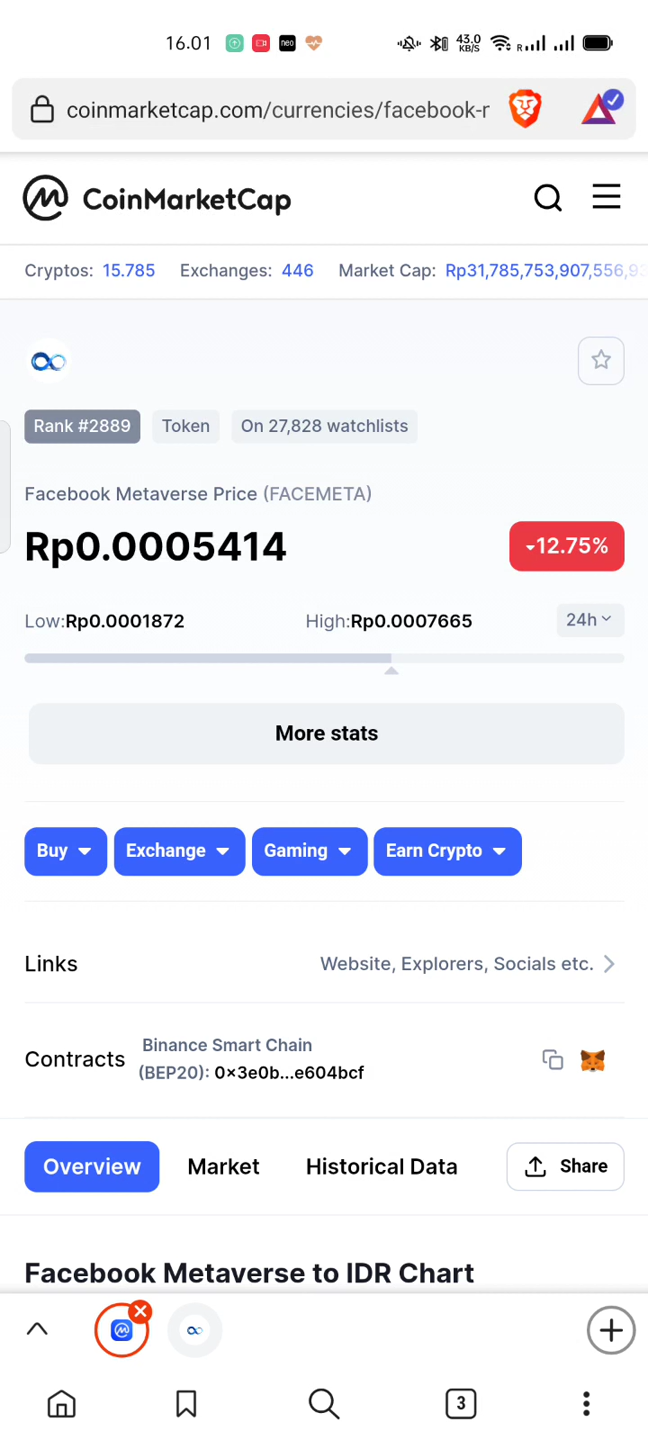 16.01 neo 43.0 KB/S R
coinmarketcap.com/currencies/facebook-r
CoinMarketCap
Cryptos: 15.785 Exchanges: 446 Market Cap: Rp31,785,753,907,556,93
Rank #2889 Token On 27,828 watchlists
Facebook Metaverse Price (FACEMETA)
Rp0.0005414 12.75%
Low:Rp0.0001872 High:Rp0.0007665 24h
More stats
Buy Exchange Gaming Earn Crypto
Links Website, Explorers, Socials etc.
Contracts Binance Smart Chain
(BEP20): 0x3e0b...e604bcf
Overview Market Historical Data Share
Facebook Metaverse to IDR Chart
3